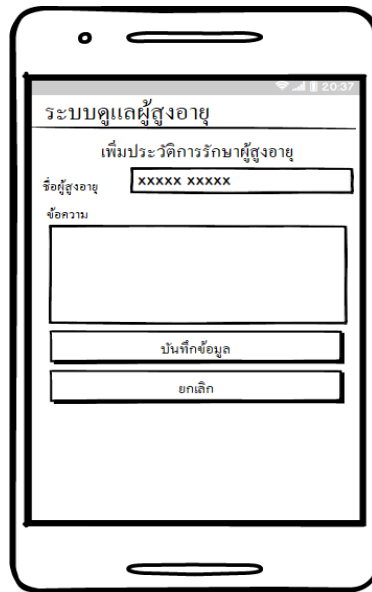 20:37
ระบบดูแลผู้สูงอายุ
เพิ่มประวัติการรักษาผู้สูงอายุ
ชื่อผู้สูงอายุ xxxxx xxxxx
ข้อความ
บันทึกข้อมูล
ยกเลิก